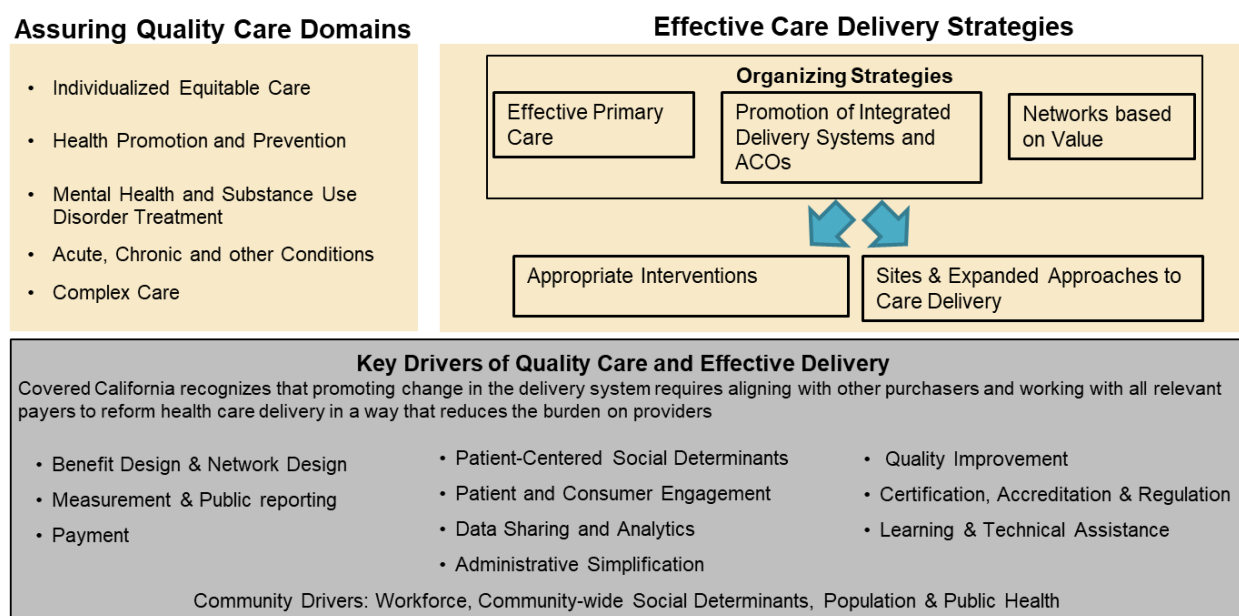 Assuring Quality Care Domains
• Individualized Equitable Care
• Health Promotion and Prevention
• Mental Health and Substance Use
Disorder Treatment
• Acute, Chronic and other Conditions
• Complex Care
Effective Care Delivery Strategies
Organizing Strategies
Effective Primary
Care
Promotion of Integrated
Delivery Systems and
ACOs
Networks based
on Value
Appropriate Interventions
Sites & Expanded Approaches to
Care Delivery
Key Drivers of Quality Care and Effective Delivery
Covered California recognizes that promoting change in the delivery system requires aligning with other purchasers and working with all relevant
payers to reform health care delivery in a way that reduces the burden on providers
• Benefit Design & Network Design
• Measurement & Public reporting
• Payment
• Patient-Centered Social Determinants
• Patient and Consumer Engagement
• Data Sharing and Analytics
• Administrative Simplification
• Quality Improvement
• Certification, Accreditation & Regulation
• Learning & Technical Assistance
Community Drivers: Workforce, Community-wide Social Determinants, Population & Public Health